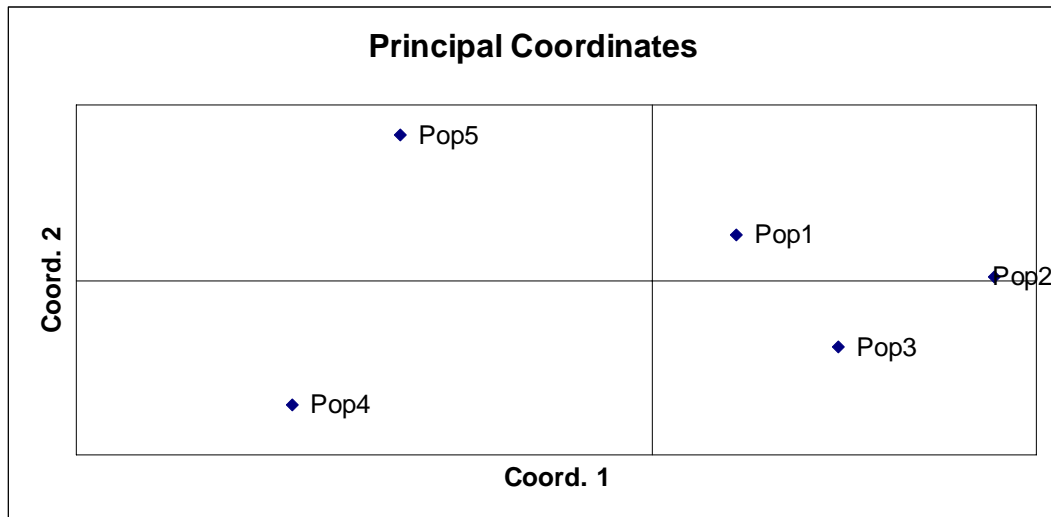 Principal Coordinates
Pop5
Pop1
Pop2
Pop3
Pop4
Coord. 2
Coord. 1